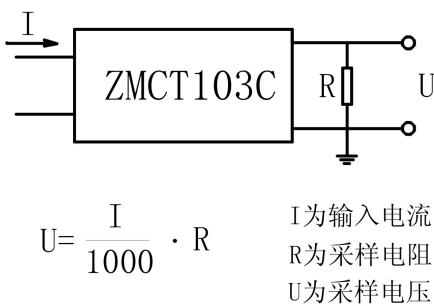 I
ZMCT103C
R
U
U= I/1000 · R
I为输入电流
R为采样电阻
U为采样电压